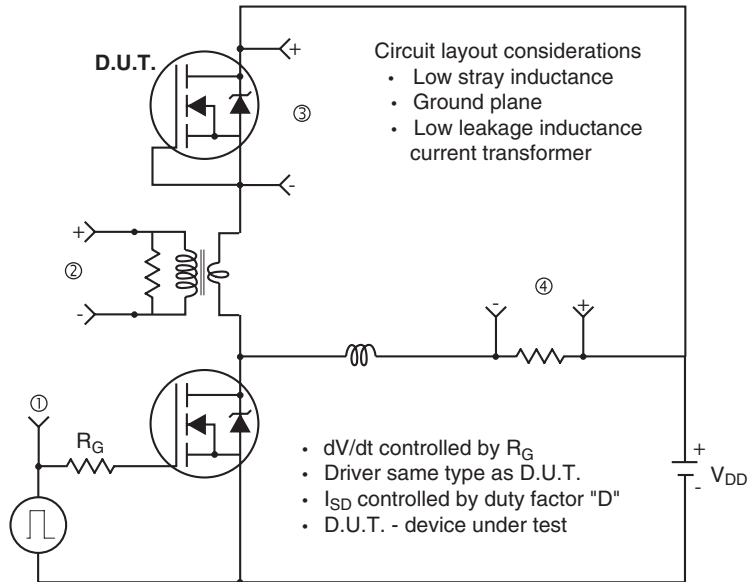 D.U.T.
+
Circuit layout considerations
• Low stray inductance
• Ground plane
• Low leakage inductance
current transformer
③
-
+
②
-
④
- +
①
R_G
• dV/dt controlled by R_G
• Driver same type as D.U.T.
• I_SD controlled by duty factor "D"
• D.U.T. - device under test
+
V_DD
-